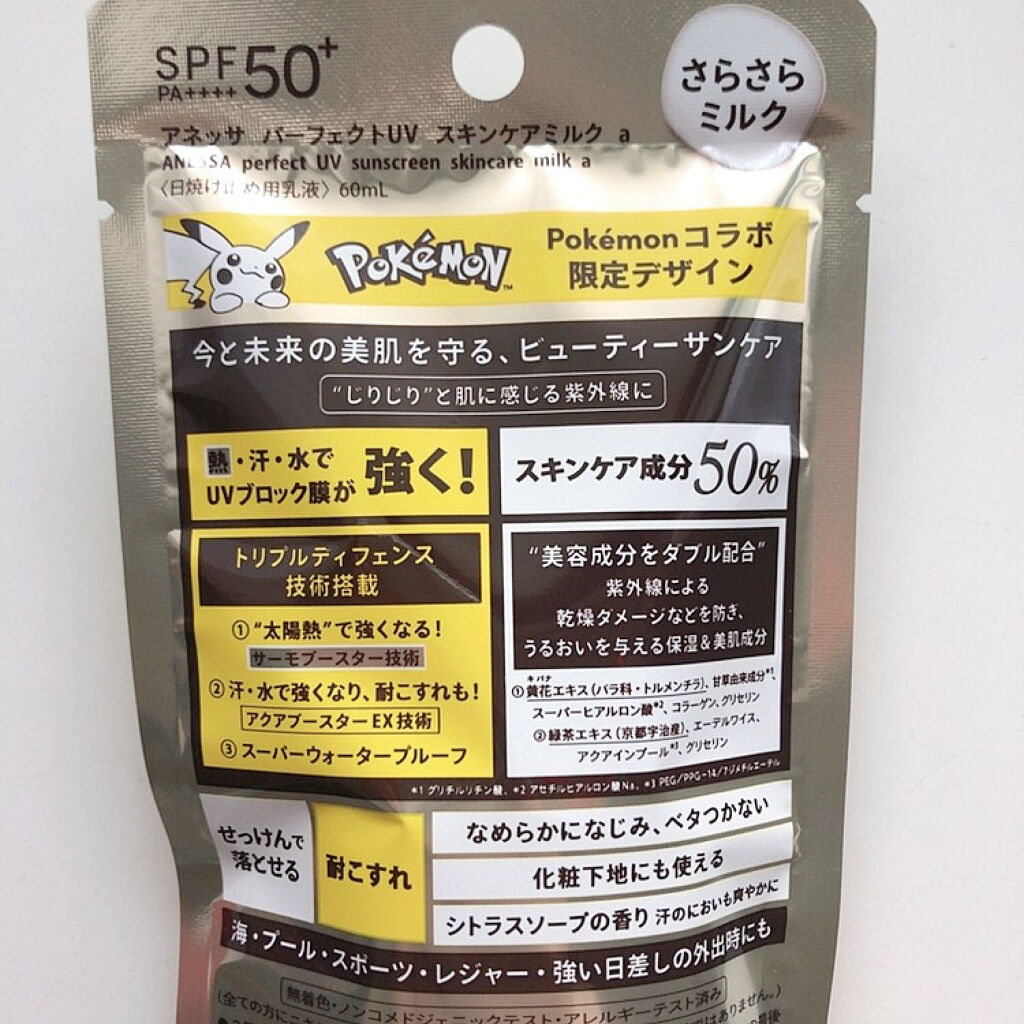 SPF50+
PA++++
さらさら
ミルク
アネッサ パーフェクトUV スキンケアミルク a
ANESSA perfect UV sunscreen skincare milk a
〈日焼け止め用乳液〉60mL
POKéMON™
Pokémonコラボ
限定デザイン
今と未来の美肌を守る、ビューティーサンケア
“じりじり”と肌に感じる紫外線に
熱・汗・水で
UVブロック膜が 強く!
スキンケア成分50%
トリプルディフェンス
技術搭載
①“太陽熱”で強くなる!
サーモブースター技術
②汗・水で強くなり、耐こすれも!
アクアブースターEX技術
③スーパーウォータープルーフ
“美容成分をダブル配合”
紫外線による
乾燥ダメージなどを防ぎ、
うるおいを与える保湿&美肌成分
キバナ
①黄花エキス(バラ科・トルメンチラ)、甘草由来成分*1、
スーパーヒアルロン酸*2、コラーゲン、グリセリン
②緑茶エキス(京都宇治産)、エーデルワイス、
アクアインプール*3、グリセリン
*1 グリチルリチン酸、*2 アセチルヒアルロン酸Na、*3 PEG/PPG-14/7ジメチルエーテル
せっけんで
落とせる
耐こすれ
なめらかになじみ、ベタつかない
化粧下地にも使える
シトラスソープの香り 汗のにおいも爽やかに
海・プール・スポーツ・レジャー・強い日差しの外出時にも
無着色・ノンコメドジェニックテスト・アレルギーテスト済み
(全ての方にこ
はありません。)